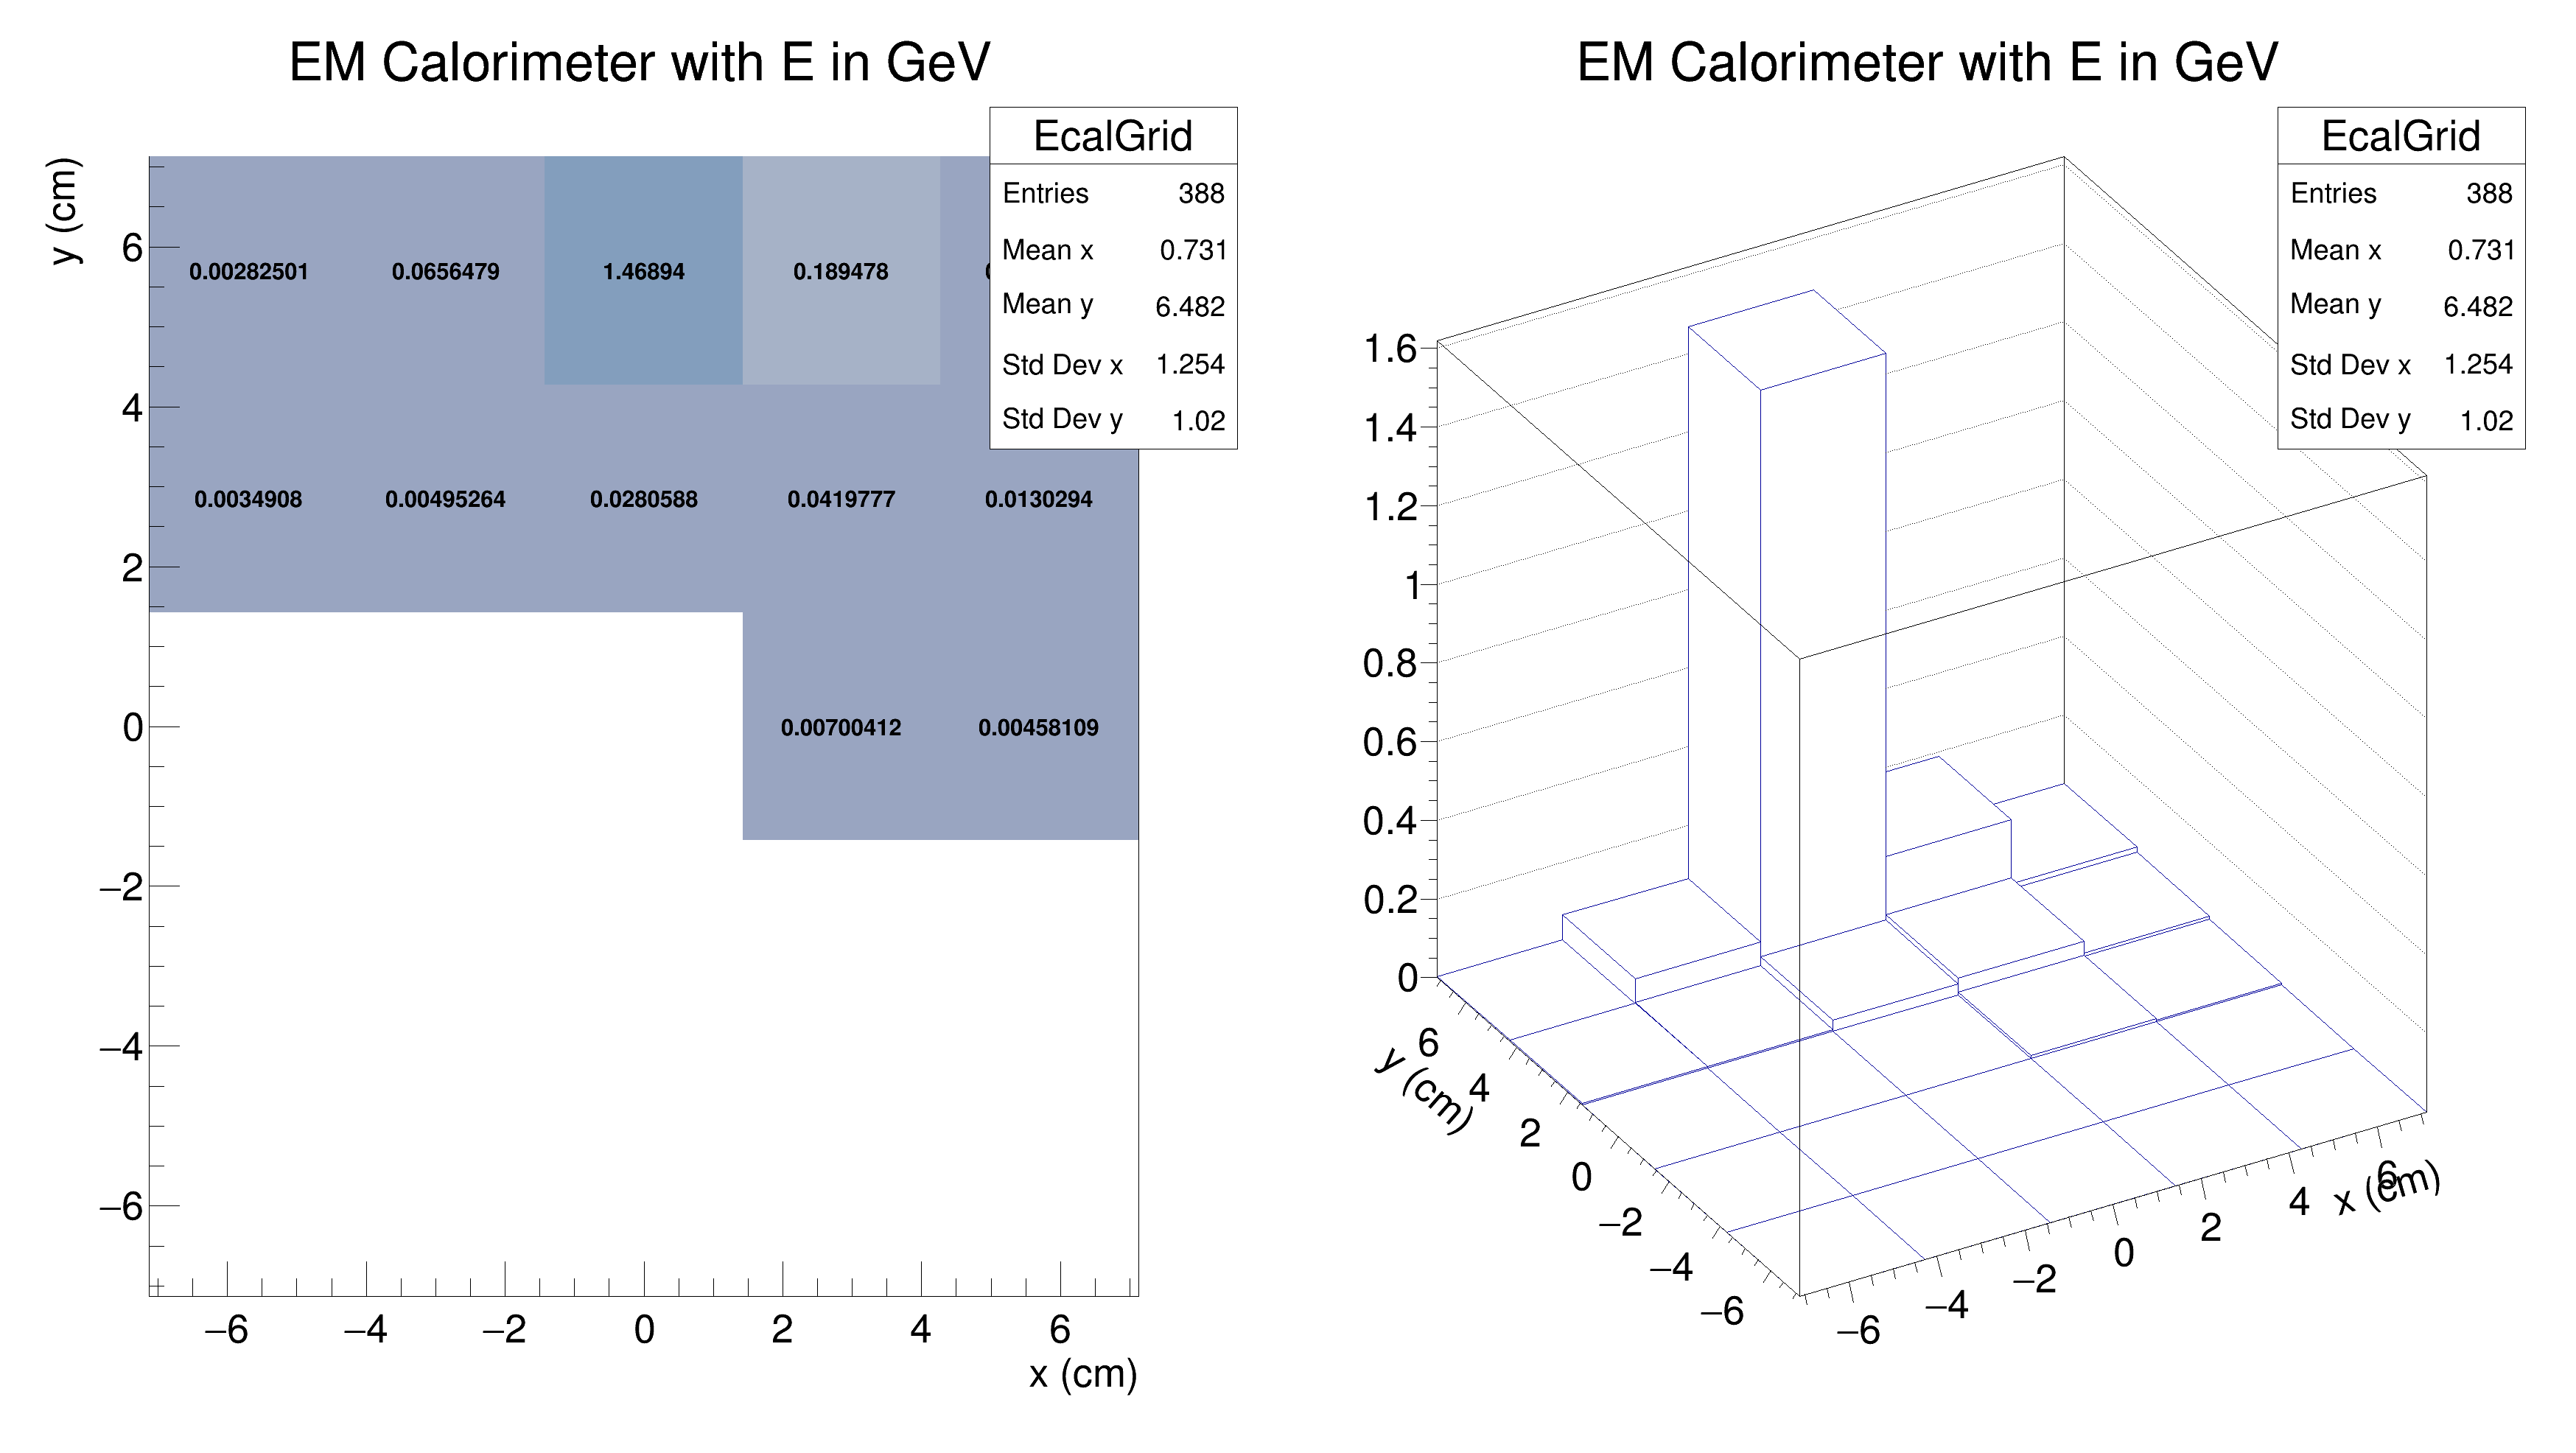 EM Calorimeter with E in GeV
EcalGrid
Entries 388
Mean x 0.731
Mean y 6.482
Std Dev x 1.254
Std Dev y 1.02
y (cm)
6
4
2
0
−2
−4
−6
0.00282501 0.0656479 1.46894 0.189478
0.0034908 0.00495264 0.0280588 0.0419777 0.0130294
0.00700412 0.00458109
−6 −4 −2 0 2 4 6
x (cm)
EM Calorimeter with E in GeV
EcalGrid
Entries 388
Mean x 0.731
Mean y 6.482
Std Dev x 1.254
Std Dev y 1.02
1.6
1.4
1.2
1
0.8
0.6
0.4
0.2
0
6
4
2
0
−2
−4
−6
y (cm)
−6
−4
−2
0
2
4
6
x (cm)